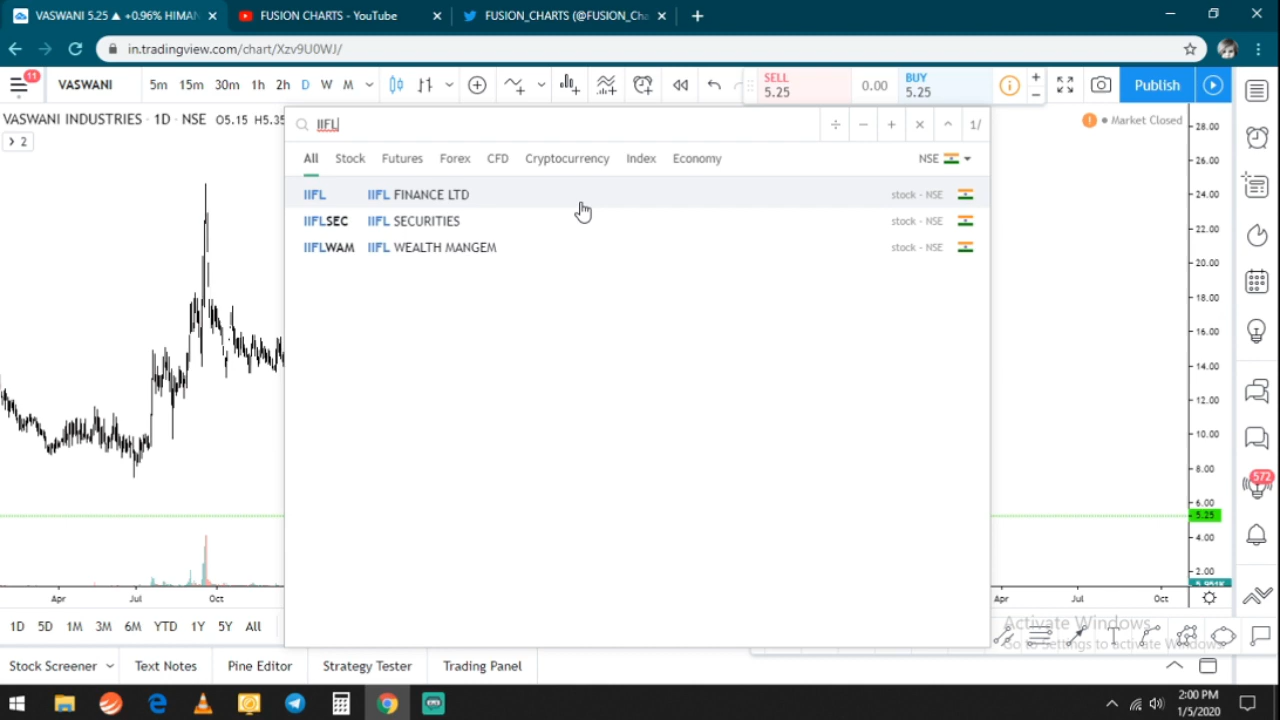 VASWANI 5.25 ▲ +0.96% HIMAN
FUSION CHARTS - YouTube
FUSION_CHARTS (@FUSION_Cha
in.tradingview.com/chart/Xzv9U0WJ/
11
VASWANI 5m 15m 30m 1h 2h D W M
SELL
5.25
0.00
BUY
5.25
Publish
VASWANI INDUSTRIES · 1D · NSE O5.15 H5.35
2
Market Closed
IIFL
÷ − + × ^ 1/
All Stock Futures Forex CFD Cryptocurrency Index Economy NSE
IIFL IIFL FINANCE LTD stock - NSE
IIFLSEC IIFL SECURITIES stock - NSE
IIFLWAM IIFL WEALTH MANGEM stock - NSE
28.00
26.00
24.00
22.00
20.00
18.00
16.00
14.00
12.00
10.00
8.00
6.00
5.25
4.00
2.00
572
Apr Jul Oct Apr Jul Oct
1D 5D 1M 3M 6M YTD 1Y 5Y All
Activate Windows
Go to Settings to activate Windows.
Stock Screener Text Notes Pine Editor Strategy Tester Trading Panel
2:00 PM
1/5/2020